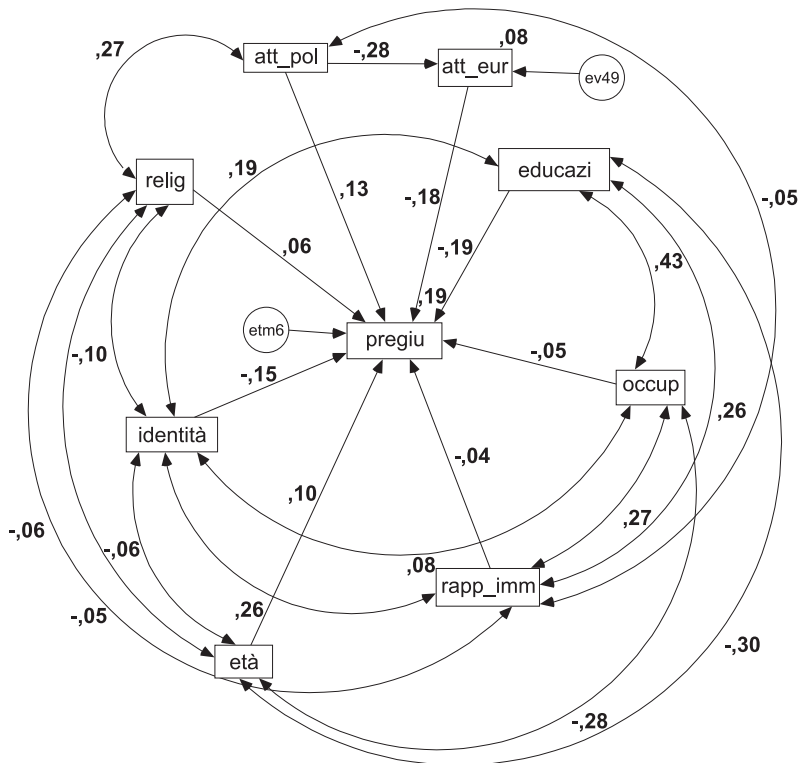 ,27
att_pol
-,28
,08
att_eur
ev49
relig
,19
educazi
-,05
,13
-,18
,06
-,19
,43
etm6
,19
pregiu
-,10
-,15
-,05
occup
identità
-,04
,26
,10
-,06
-,06
,27
,08
rapp_imm
-,05
,26
età
-,30
-,28